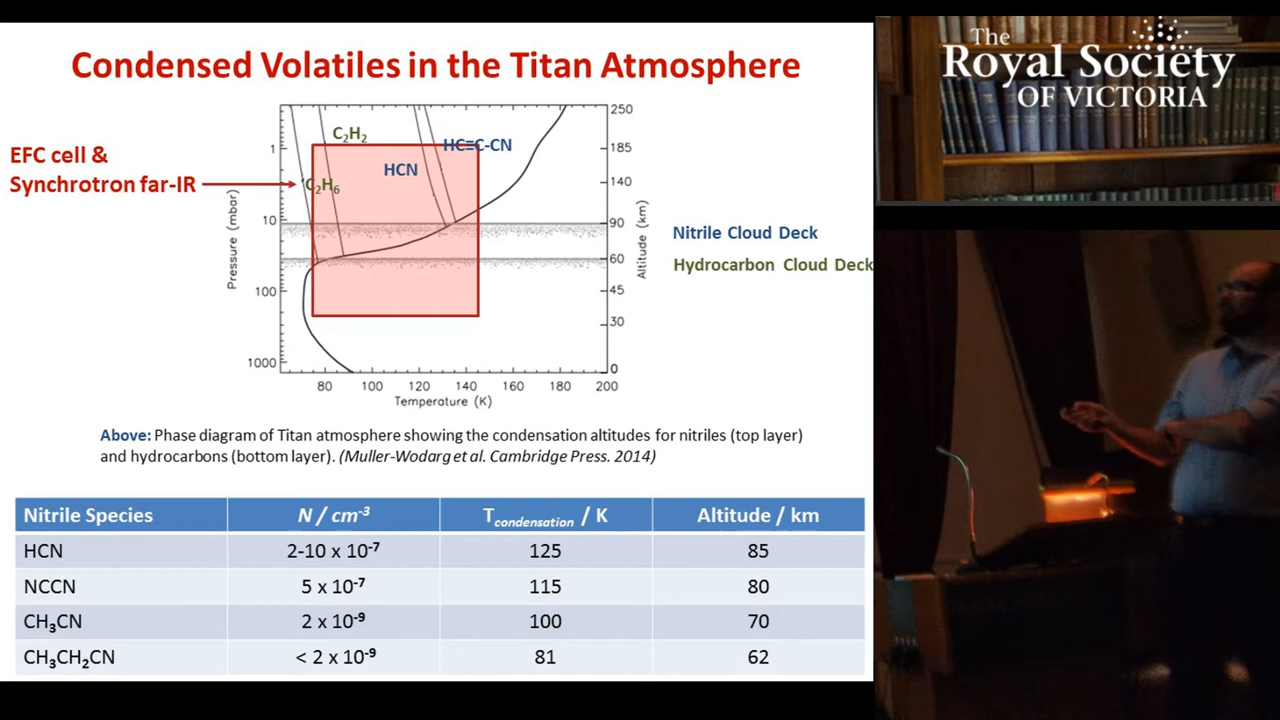 Condensed Volatiles in the Titan Atmosphere
The
Royal Society
OF VICTORIA
EFC cell &
Synchrotron far-IR
C₂H₂
HC≡C-CN
HCN
C₂H₆
Pressure (mbar)
1
10
100
1000
250
185
140
90
60
45
30
0
Altitude (km)
80 100 120 140 160 180 200
Temperature (K)
Nitrile Cloud Deck
Hydrocarbon Cloud Deck
Above: Phase diagram of Titan atmosphere showing the condensation altitudes for nitriles (top layer)
and hydrocarbons (bottom layer). (Muller-Wodarg et al. Cambridge Press. 2014)
Nitrile Species N / cm⁻³ Tcondensation / K Altitude / km
HCN 2-10 x 10⁻⁷ 125 85
NCCN 5 x 10⁻⁷ 115 80
CH₃CN 2 x 10⁻⁹ 100 70
CH₃CH₂CN < 2 x 10⁻⁹ 81 62